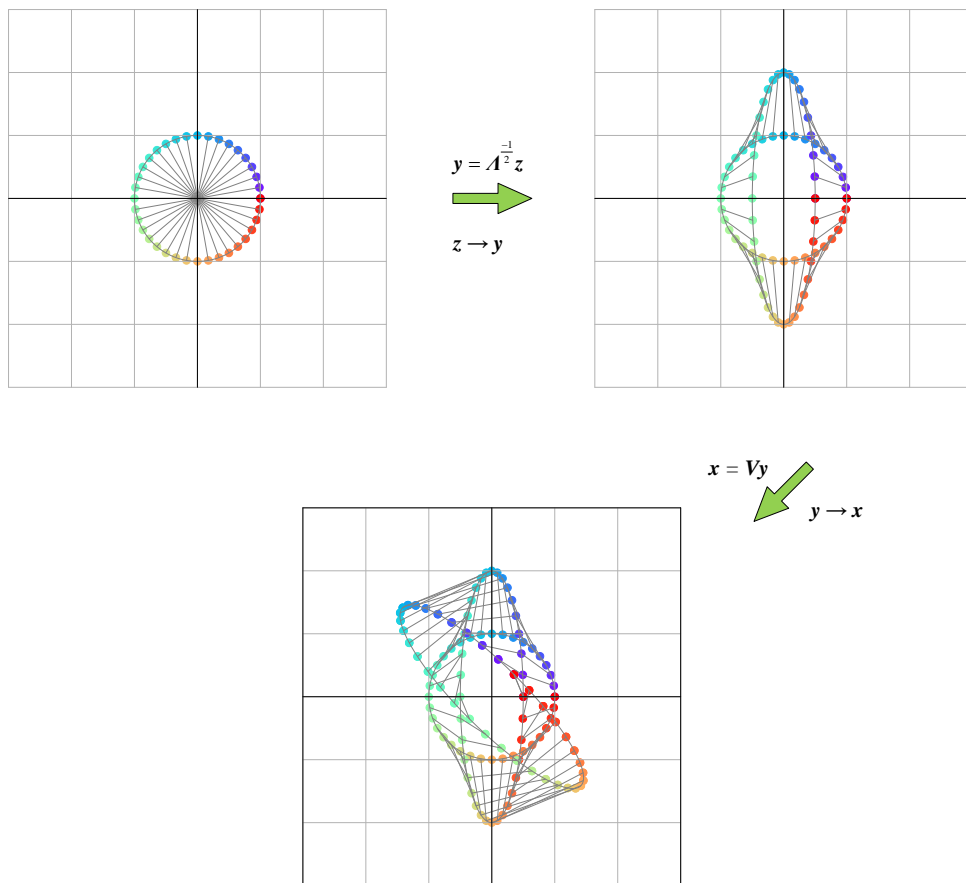 y = Λ^{-1/2} z
z → y
x = Vy
y → x